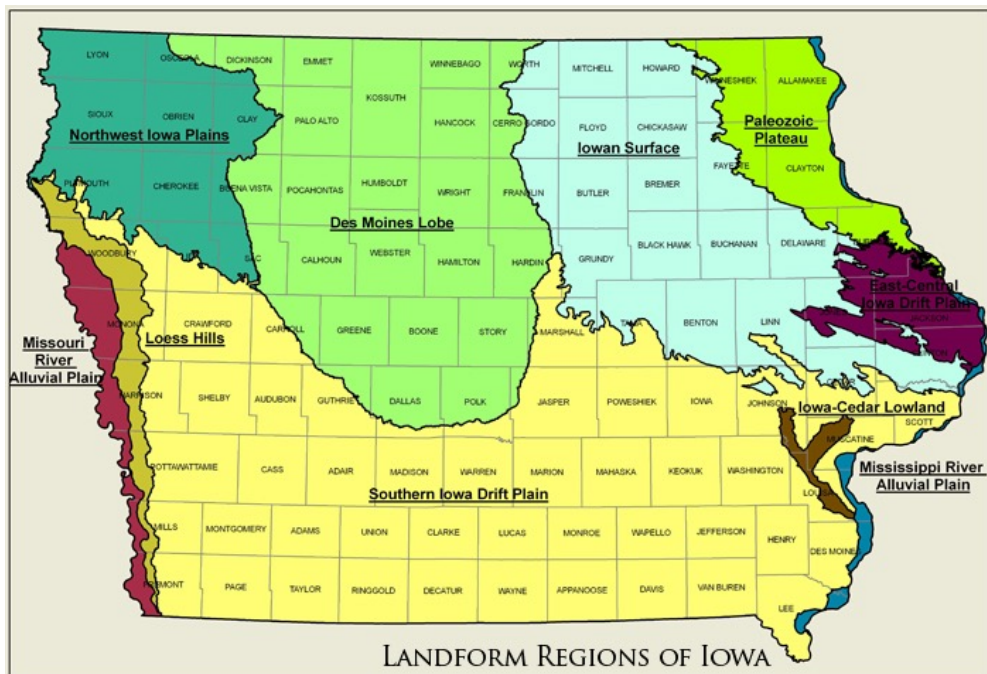 LYON
OSCEOLA
DICKINSON
EMMET
WINNEBAGO
WORTH
MITCHELL
HOWARD
WINNESHIEK
ALLAMAKEE
KOSSUTH
SIOUX
OBRIEN
CLAY
PALO ALTO
HANCOCK
CERRO GORDO
FLOYD
CHICKASAW
Paleozoic
Plateau
Northwest Iowa Plains
Iowan Surface
FAYETTE
CLAYTON
PLYMOUTH
CHEROKEE
BUENA VISTA
POCAHONTAS
HUMBOLDT
WRIGHT
FRANKLIN
BUTLER
BREMER
Des Moines Lobe
WOODBURY
SAC
CALHOUN
WEBSTER
HAMILTON
HARDIN
GRUNDY
BLACK HAWK
BUCHANAN
DELAWARE
East-Central
Iowa Drift Plain
JACKSON
MONONA
CRAWFORD
CARROLL
GREENE
BOONE
STORY
MARSHALL
TAMA
BENTON
LINN
Loess Hills
Missouri
River
Alluvial Plain
HARRISON
SHELBY
AUDUBON
GUTHRIE
DALLAS
POLK
JASPER
POWESHIEK
IOWA
JOHNSON
Iowa-Cedar Lowland
SCOTT
MUSCATINE
POTTAWATTAMIE
CASS
ADAIR
MADISON
WARREN
MARION
MAHASKA
KEOKUK
WASHINGTON
Mississippi River
Alluvial Plain
LOUISA
Southern Iowa Drift Plain
MILLS
MONTGOMERY
ADAMS
UNION
CLARKE
LUCAS
MONROE
WAPELLO
JEFFERSON
HENRY
DES MOINES
FREMONT
PAGE
TAYLOR
RINGGOLD
DECATUR
WAYNE
APPANOOSE
DAVIS
VAN BUREN
LEE
LANDFORM REGIONS OF IOWA